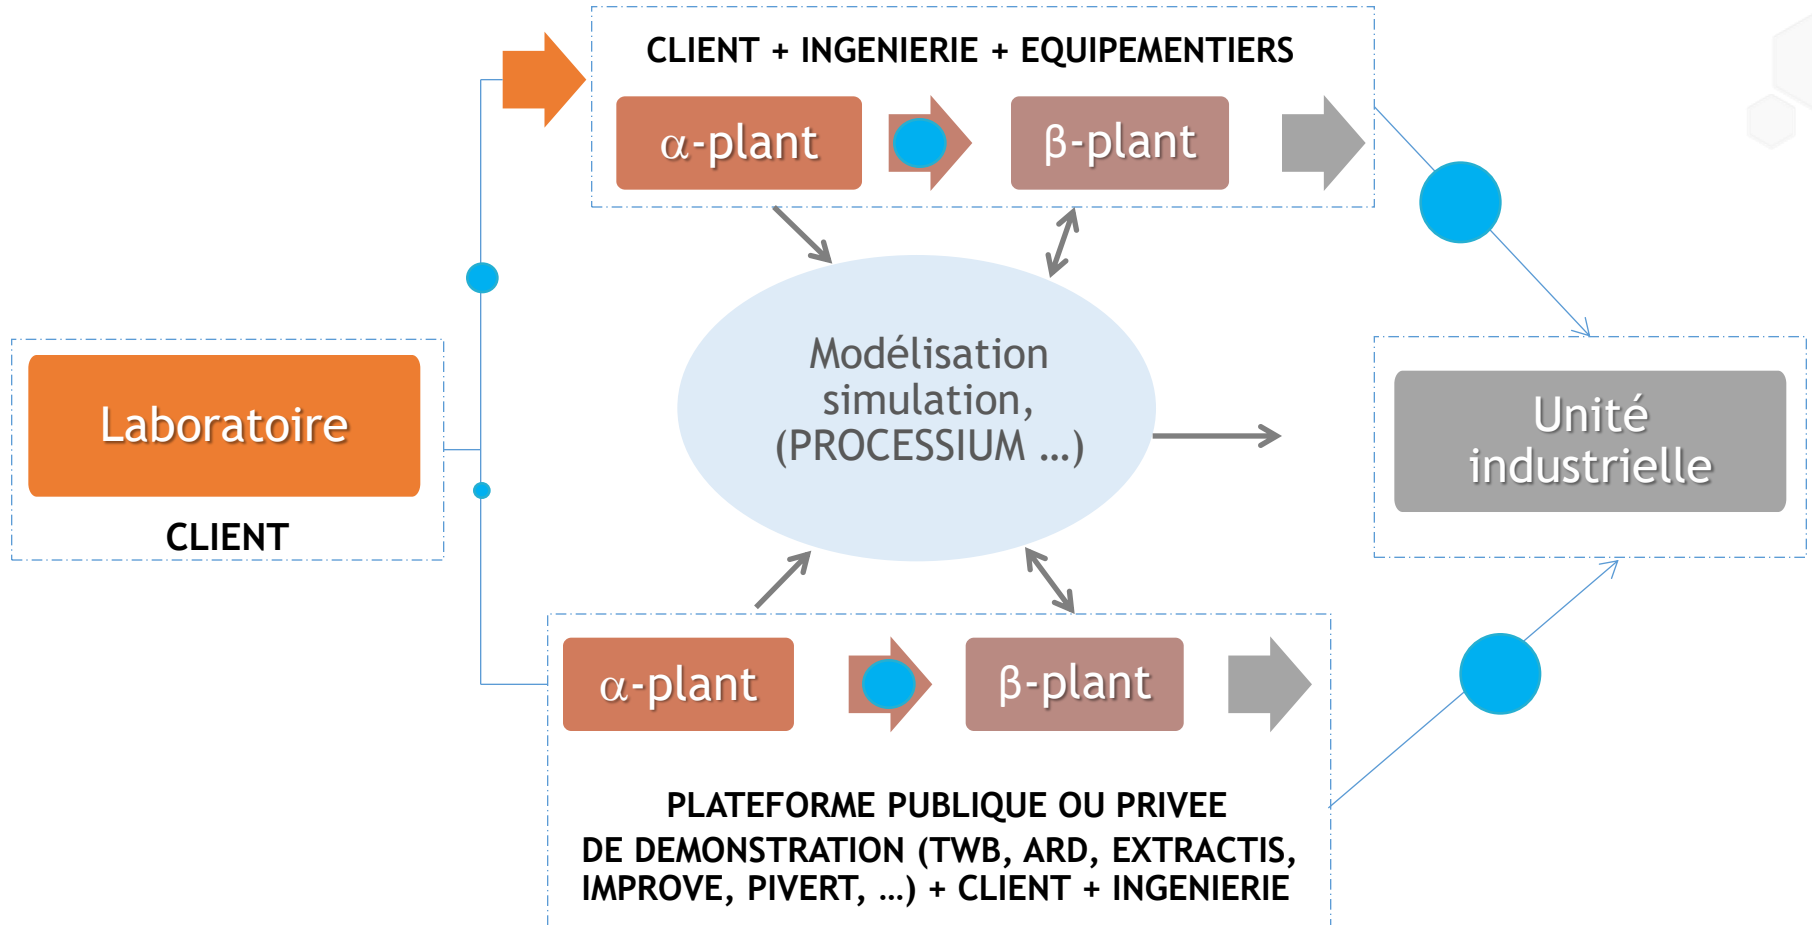 CLIENT + INGENIERIE + EQUIPEMENTIERS
α-plant
β-plant
Modélisation
simulation,
(PROCESSIUM ...)
Laboratoire
CLIENT
Unité
industrielle
α-plant
β-plant
PLATEFORME PUBLIQUE OU PRIVEE
DE DEMONSTRATION (TWB, ARD, EXTRACTIS,
IMPROVE, PIVERT, ...) + CLIENT + INGENIERIE